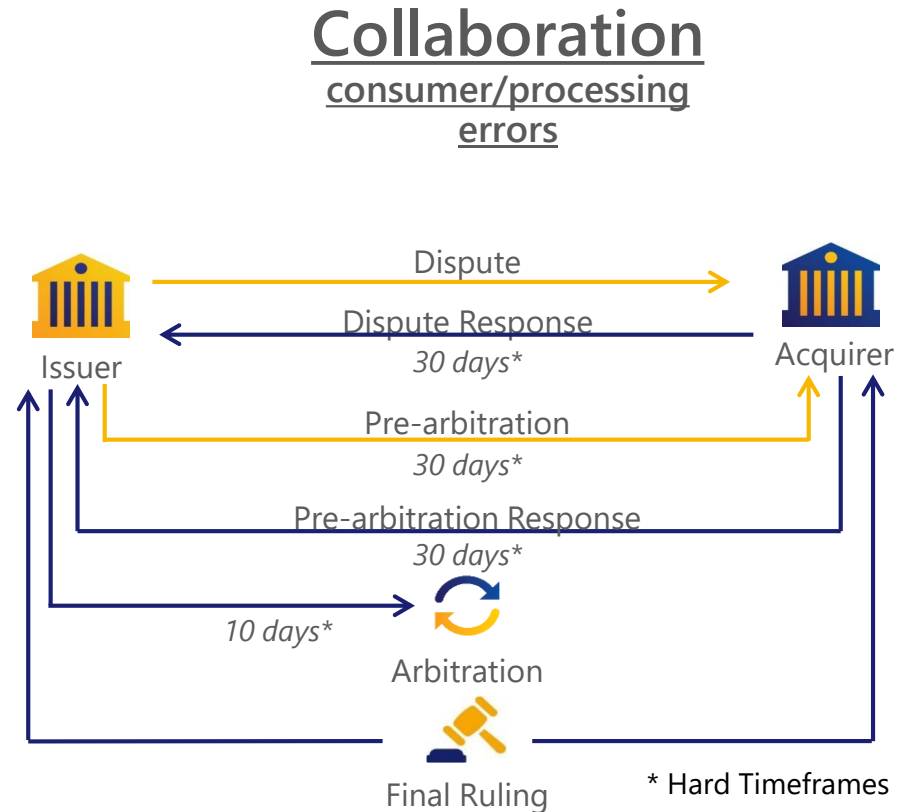 Collaboration
consumer/processing
errors
Dispute
Dispute Response
30 days*
Issuer
Acquirer
Pre-arbitration
30 days*
Pre-arbitration Response
30 days*
10 days*
Arbitration
Final Ruling
* Hard Timeframes